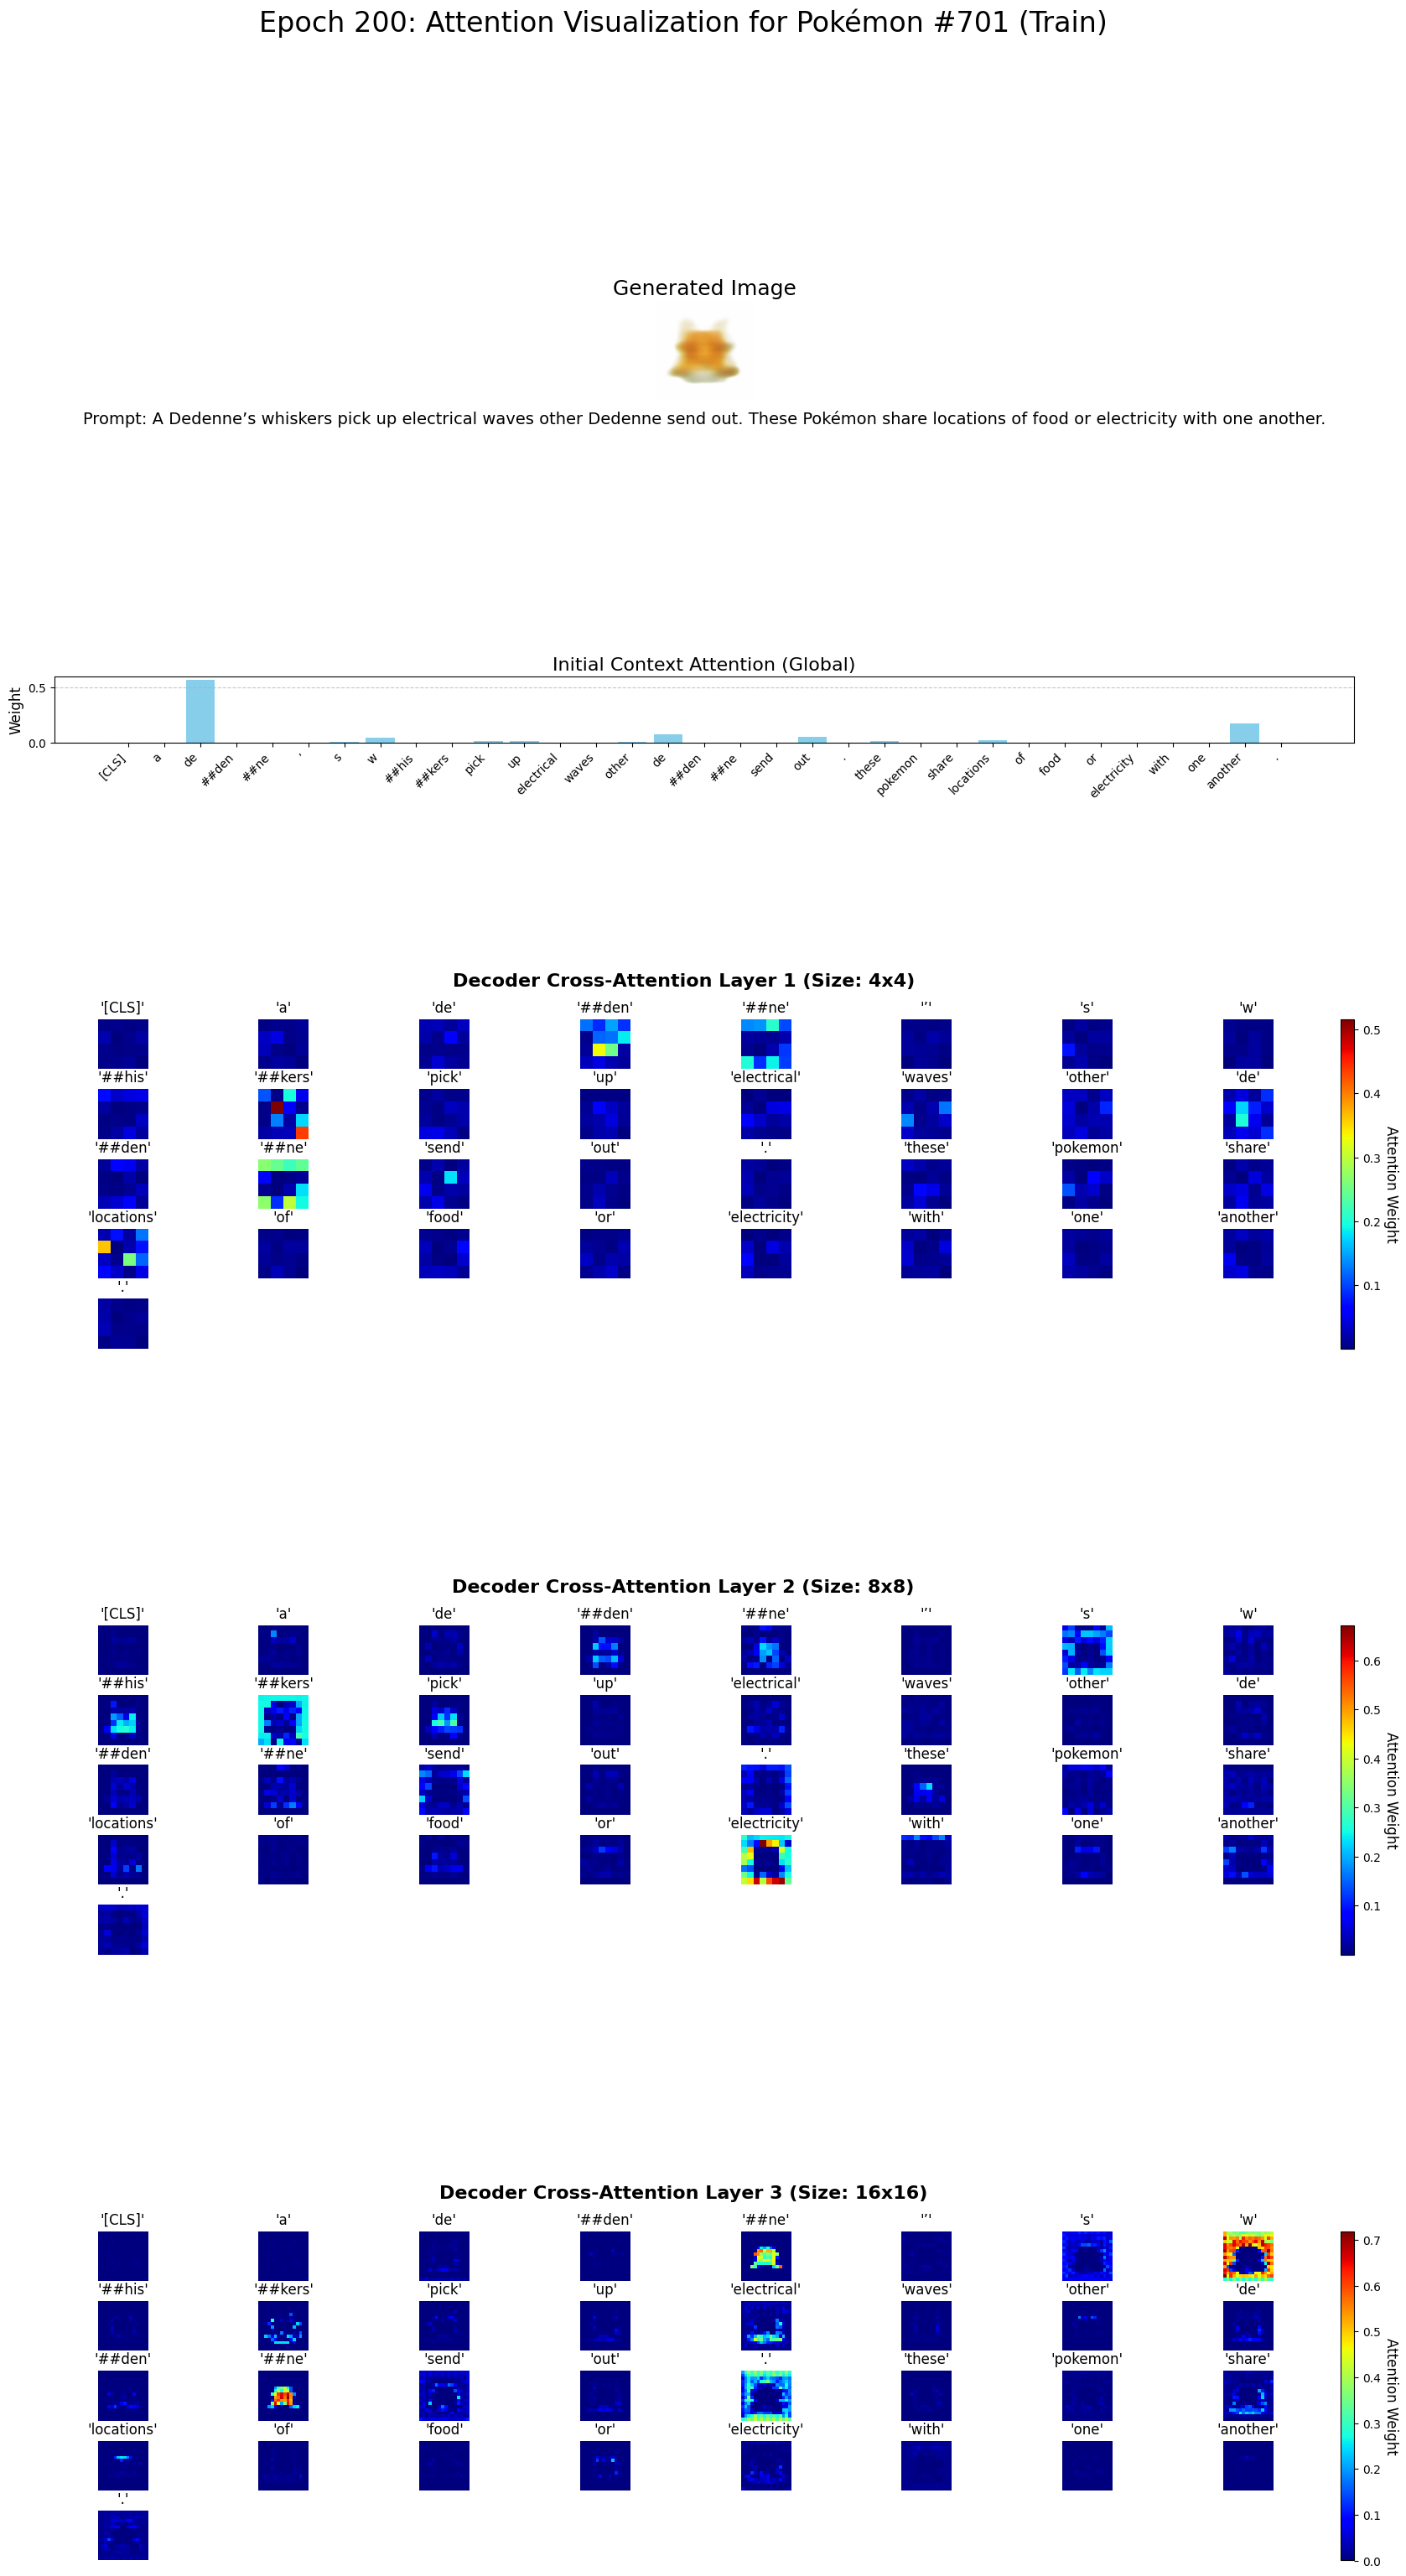 Epoch 200: Attention Visualization for Pokémon #701 (Train)
Generated Image
Prompt: A Dedenne’s whiskers pick up electrical waves other Dedenne send out. These Pokémon share locations of food or electricity with one another.
Initial Context Attention (Global)
Weight
0.5
0.0
[CLS] a de ##den ##ne ’ s w ##his ##kers pick up electrical waves other de ##den ##ne send out . these pokemon share locations of food or electricity with one another .
Decoder Cross-Attention Layer 1 (Size: 4x4)
'[CLS]' 'a' 'de' '##den' '##ne' '’' 's' 'w'
'##his' '##kers' 'pick' 'up' 'electrical' 'waves' 'other' 'de'
'##den' '##ne' 'send' 'out' '.' 'these' 'pokemon' 'share'
'locations' 'of' 'food' 'or' 'electricity' 'with' 'one' 'another'
'.'
0.5
0.4
0.3
0.2
0.1
Attention Weight
Decoder Cross-Attention Layer 2 (Size: 8x8)
'[CLS]' 'a' 'de' '##den' '##ne' '’' 's' 'w'
'##his' '##kers' 'pick' 'up' 'electrical' 'waves' 'other' 'de'
'##den' '##ne' 'send' 'out' '.' 'these' 'pokemon' 'share'
'locations' 'of' 'food' 'or' 'electricity' 'with' 'one' 'another'
'.'
0.6
0.5
0.4
0.3
0.2
0.1
Attention Weight
Decoder Cross-Attention Layer 3 (Size: 16x16)
'[CLS]' 'a' 'de' '##den' '##ne' '’' 's' 'w'
'##his' '##kers' 'pick' 'up' 'electrical' 'waves' 'other' 'de'
'##den' '##ne' 'send' 'out' '.' 'these' 'pokemon' 'share'
'locations' 'of' 'food' 'or' 'electricity' 'with' 'one' 'another'
'.'
0.7
0.6
0.5
0.4
0.3
0.2
0.1
0.0
Attention Weight